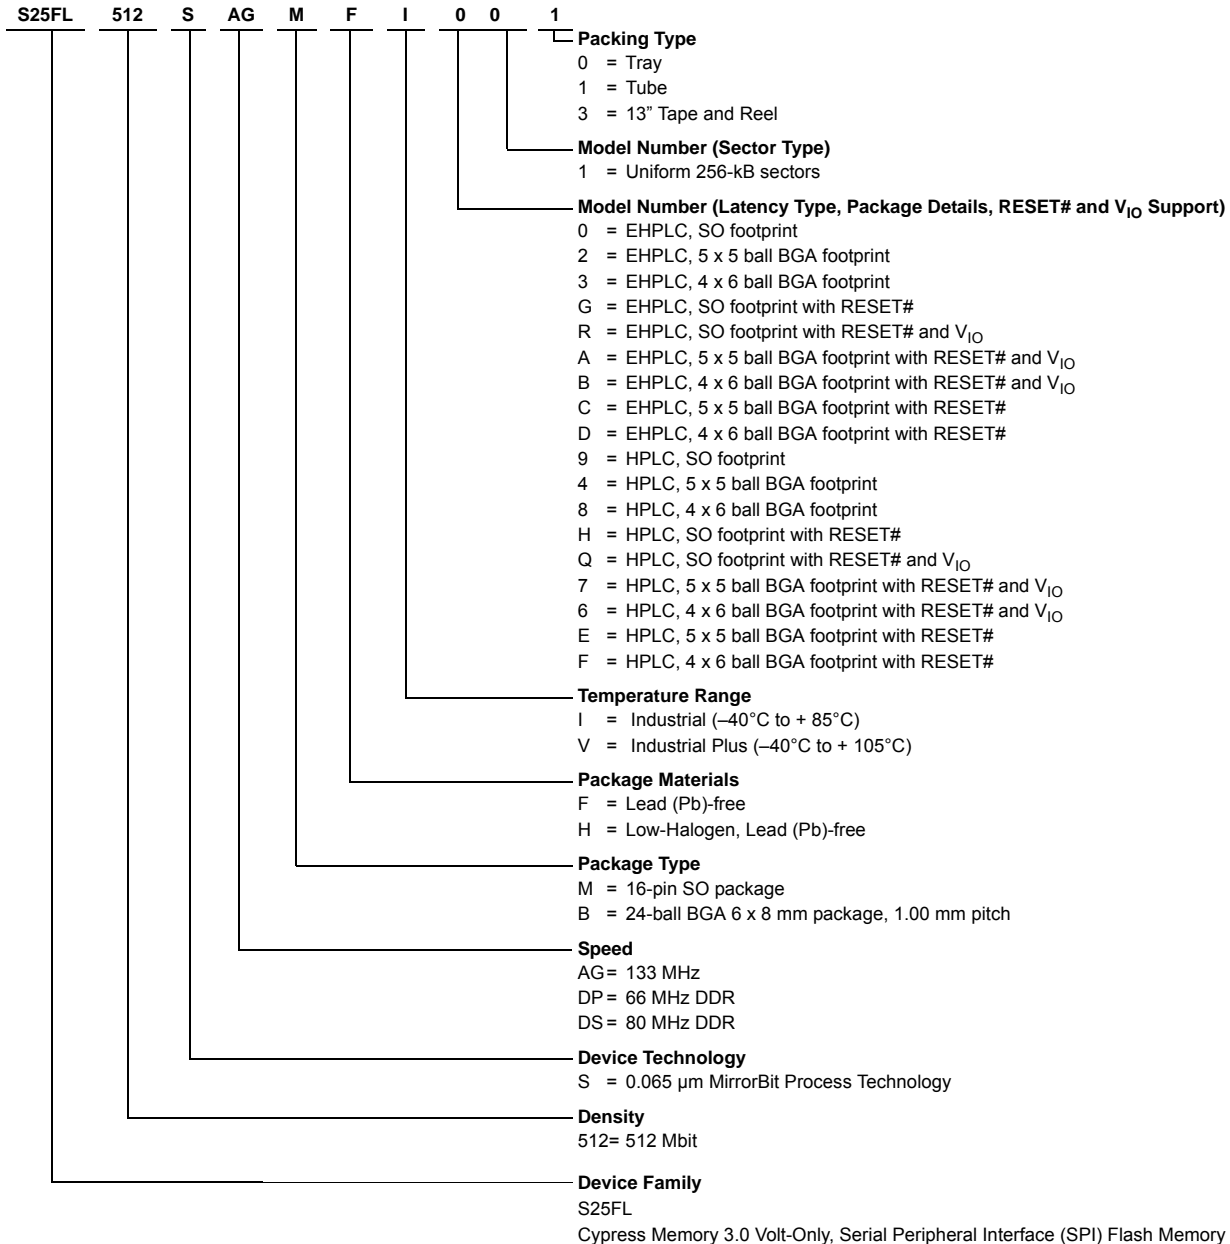 S25FL 512 S AG M F I 0 0 1
Packing Type
0 = Tray
1 = Tube
3 = 13” Tape and Reel
Model Number (Sector Type)
1 = Uniform 256-kB sectors
Model Number (Latency Type, Package Details, RESET# and VIO Support)
0 = EHPLC, SO footprint
2 = EHPLC, 5 x 5 ball BGA footprint
3 = EHPLC, 4 x 6 ball BGA footprint
G = EHPLC, SO footprint with RESET#
R = EHPLC, SO footprint with RESET# and VIO
A = EHPLC, 5 x 5 ball BGA footprint with RESET# and VIO
B = EHPLC, 4 x 6 ball BGA footprint with RESET# and VIO
C = EHPLC, 5 x 5 ball BGA footprint with RESET#
D = EHPLC, 4 x 6 ball BGA footprint with RESET#
9 = HPLC, SO footprint
4 = HPLC, 5 x 5 ball BGA footprint
8 = HPLC, 4 x 6 ball BGA footprint
H = HPLC, SO footprint with RESET#
Q = HPLC, SO footprint with RESET# and VIO
7 = HPLC, 5 x 5 ball BGA footprint with RESET# and VIO
6 = HPLC, 4 x 6 ball BGA footprint with RESET# and VIO
E = HPLC, 5 x 5 ball BGA footprint with RESET#
F = HPLC, 4 x 6 ball BGA footprint with RESET#
Temperature Range
I = Industrial (–40°C to + 85°C)
V = Industrial Plus (–40°C to + 105°C)
Package Materials
F = Lead (Pb)-free
H = Low-Halogen, Lead (Pb)-free
Package Type
M = 16-pin SO package
B = 24-ball BGA 6 x 8 mm package, 1.00 mm pitch
Speed
AG= 133 MHz
DP= 66 MHz DDR
DS= 80 MHz DDR
Device Technology
S = 0.065 µm MirrorBit Process Technology
Density
512= 512 Mbit
Device Family
S25FL
Cypress Memory 3.0 Volt-Only, Serial Peripheral Interface (SPI) Flash Memory